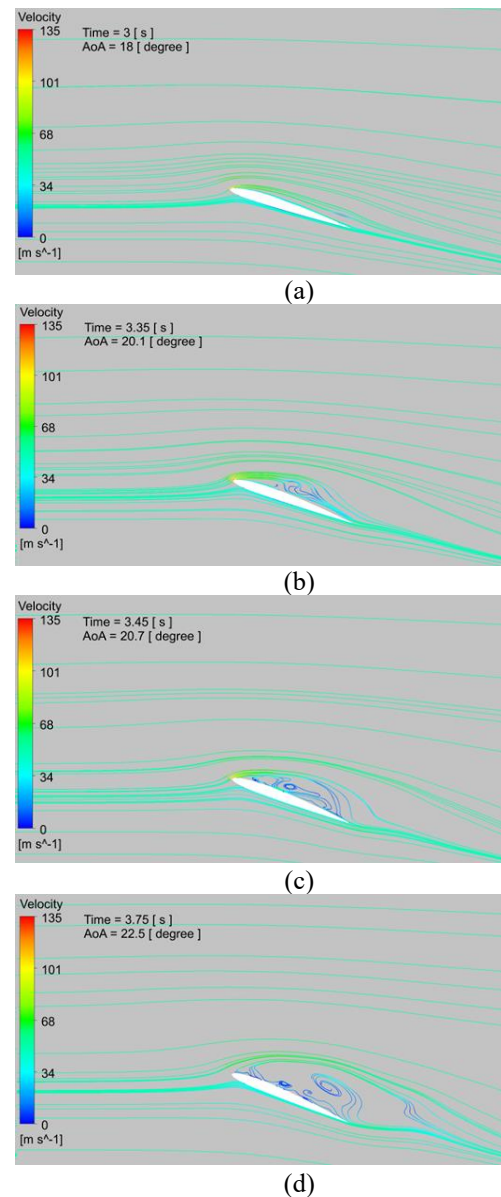 Velocity
135
Time = 3 [ s ]
AoA = 18 [ degree ]
101
68
34
0
[m s^-1]
(a)
Velocity
135
Time = 3.35 [ s ]
AoA = 20.1 [ degree ]
101
68
34
0
[m s^-1]
(b)
Velocity
135
Time = 3.45 [ s ]
AoA = 20.7 [ degree ]
101
68
34
0
[m s^-1]
(c)
Velocity
135
Time = 3.75 [ s ]
AoA = 22.5 [ degree ]
101
68
34
0
[m s^-1]
(d)